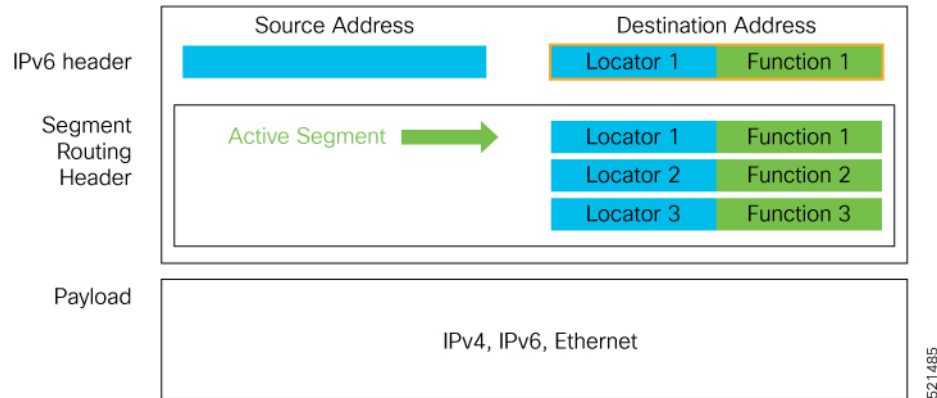 Source Address
Destination Address
IPv6 header
Locator 1
Function 1
Segment
Routing
Header
Active Segment
Locator 1
Function 1
Locator 2
Function 2
Locator 3
Function 3
Payload
IPv4, IPv6, Ethernet
521485